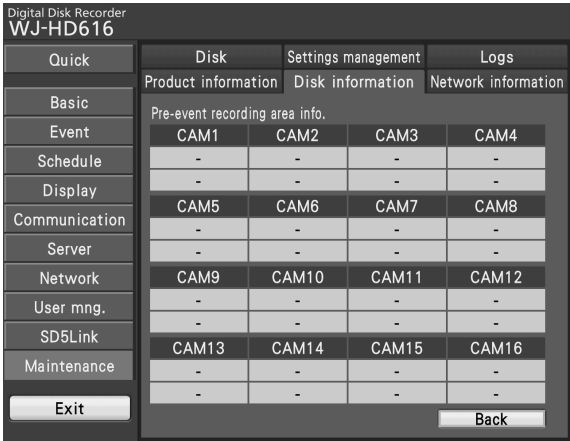 Digital Disk Recorder
WJ-HD616
Quick
Basic
Event
Schedule
Display
Communication
Server
Network
User mng.
SD5Link
Maintenance
Exit
Disk Settings management Logs
Product information Disk information Network information
Pre-event recording area info.
CAM1 CAM2 CAM3 CAM4
- - - -
- - - -
CAM5 CAM6 CAM7 CAM8
- - - -
- - - -
CAM9 CAM10 CAM11 CAM12
- - - -
- - - -
CAM13 CAM14 CAM15 CAM16
- - - -
- - - -
Back